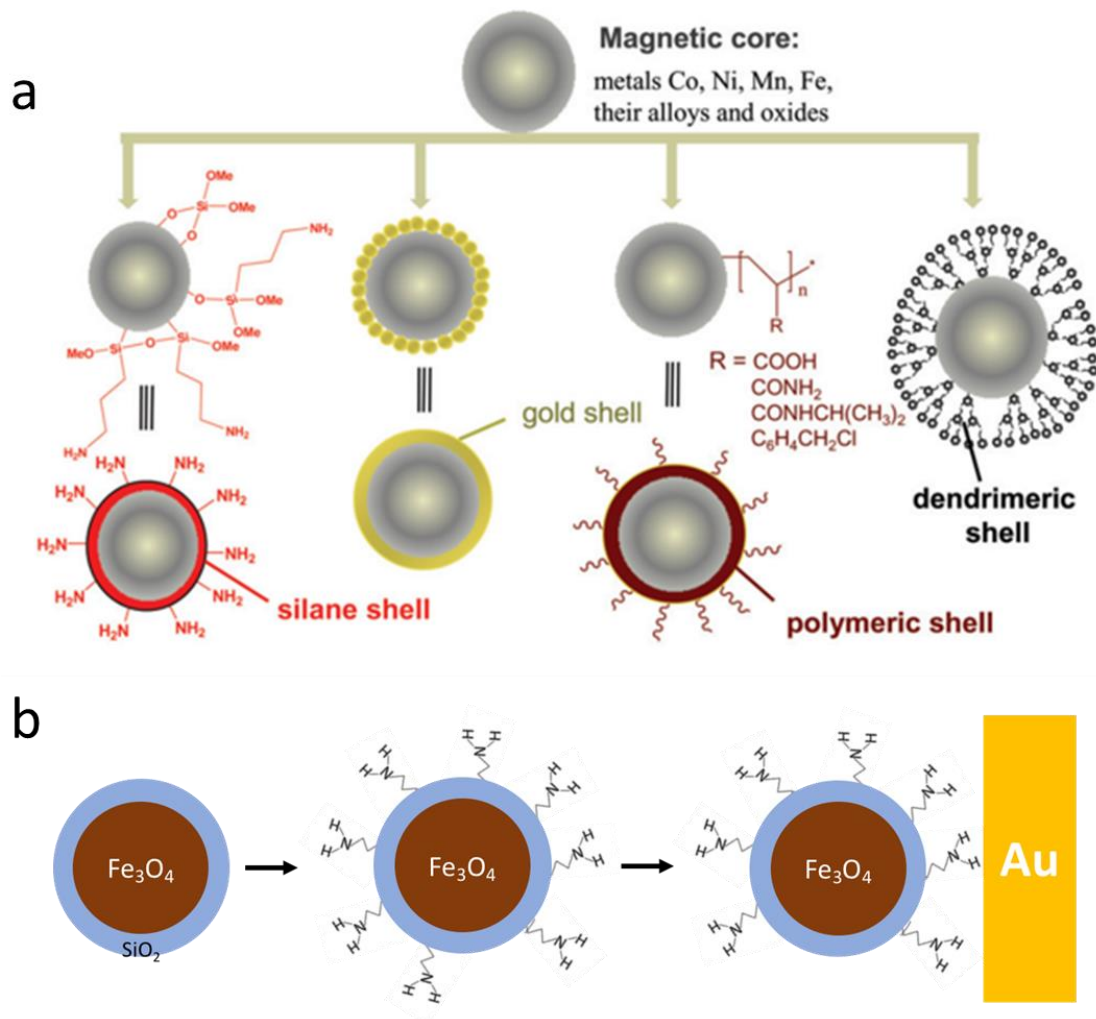 a
Magnetic core:
metals Co, Ni, Mn, Fe,
their alloys and oxides
OMe
Si
OMe
O
O
NH₂
O
Si
OMe
OMe
MeO
Si
O
Si
OMe
H₂N
NH₂
H₂N
NH₂
H₂N
NH₂
H₂N
NH₂
H₂N
NH₂
H₂N
NH₂
silane shell
gold shell
n
*
R
R = COOH
CONH₂
CONHCH(CH₃)₂
C₆H₄CH₂Cl
polymeric shell
dendrimeric
shell
b
Fe₃O₄
SiO₂
Fe₃O₄
H
H
N
H
H
N
H
H
N
H
H
N
H
H
N
H
H
N
H
H
N
H
H
N
Fe₃O₄
H
H
N
H
H
N
H
H
N
H
H
N
H
H
N
H
H
N
H
H
N
Au